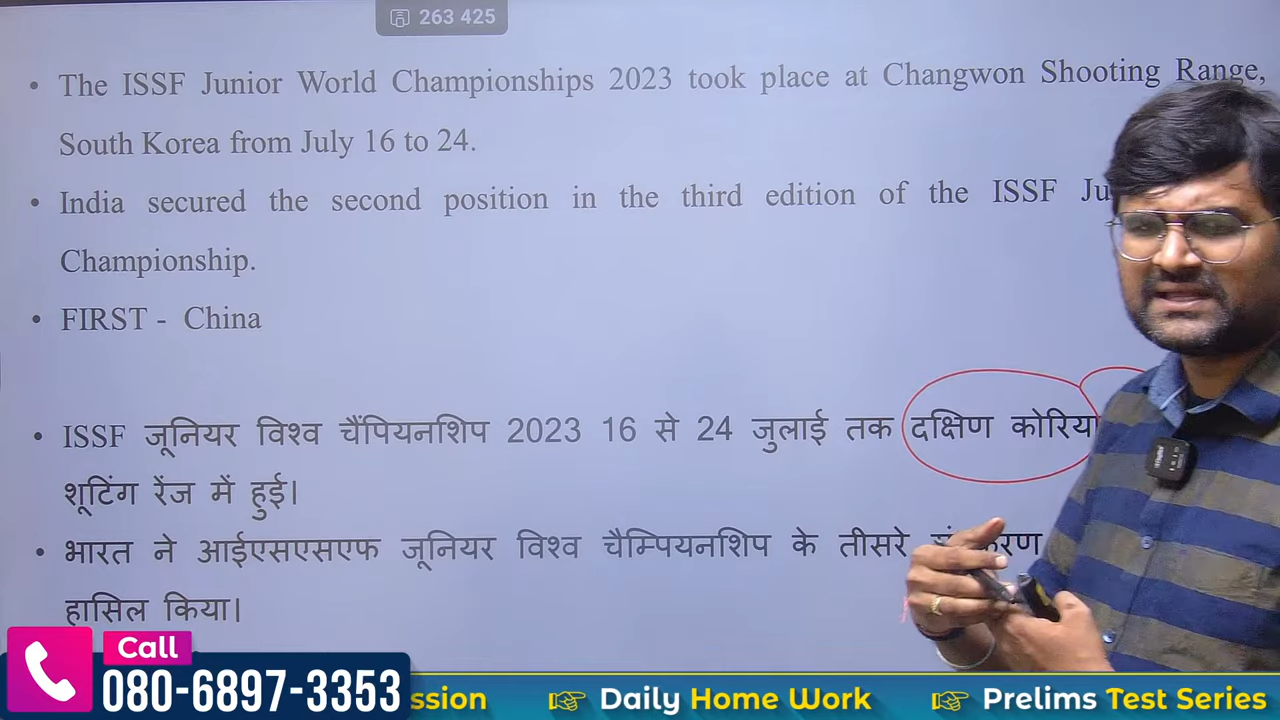 263 425
• The ISSF Junior World Championships 2023 took place at Changwon Shooting Range,
South Korea from July 16 to 24.
• India secured the second position in the third edition of the ISSF
Championship.
• FIRST - China
• ISSF जूनियर विश्व चैंपियनशिप 2023 16 से 24 जुलाई तक दक्षिण कोरिया
शूटिंग रेंज में हुई।
• भारत ने आईएसएसएफ जूनियर विश्व चैम्पियनशिप के तीसरे
हासिल किया।
Call
080-6897-3353
Daily Home Work
Prelims Test Series